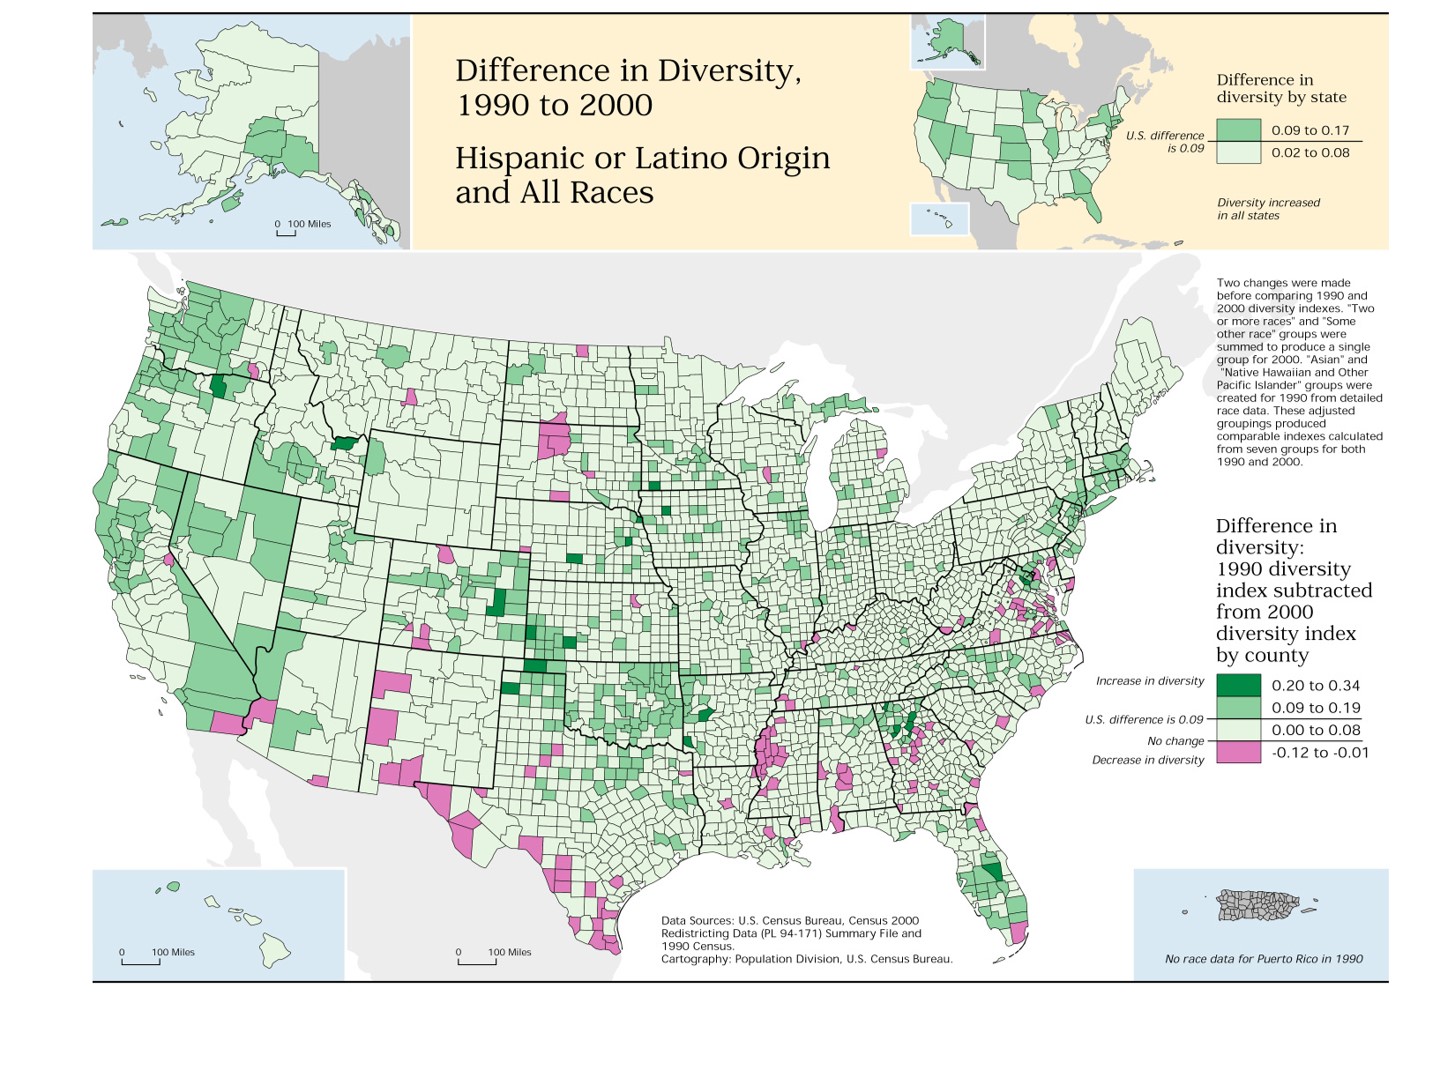 Difference in Diversity,
1990 to 2000
Hispanic or Latino Origin
and All Races
0 100 Miles
Difference in
diversity by state
U.S. difference
is 0.09
0.09 to 0.17
0.02 to 0.08
Diversity increased
in all states
Two changes were made
before comparing 1990 and
2000 diversity indexes. "Two
or more races" and "Some
other race" groups were
summed to produce a single
group for 2000. "Asian" and
"Native Hawaiian and Other
Pacific Islander" groups were
created for 1990 from detailed
race data. These adjusted
groupings produced
comparable indexes calculated
from seven groups for both
1990 and 2000.
Difference in
diversity:
1990 diversity
index subtracted
from 2000
diversity index
by county
Increase in diversity
0.20 to 0.34
0.09 to 0.19
U.S. difference is 0.09
0.00 to 0.08
No change
-0.12 to -0.01
Decrease in diversity
0 100 Miles
0 100 Miles
Data Sources: U.S. Census Bureau, Census 2000
Redistricting Data (PL 94-171) Summary File and
1990 Census.
Cartography: Population Division, U.S. Census Bureau.
No race data for Puerto Rico in 1990